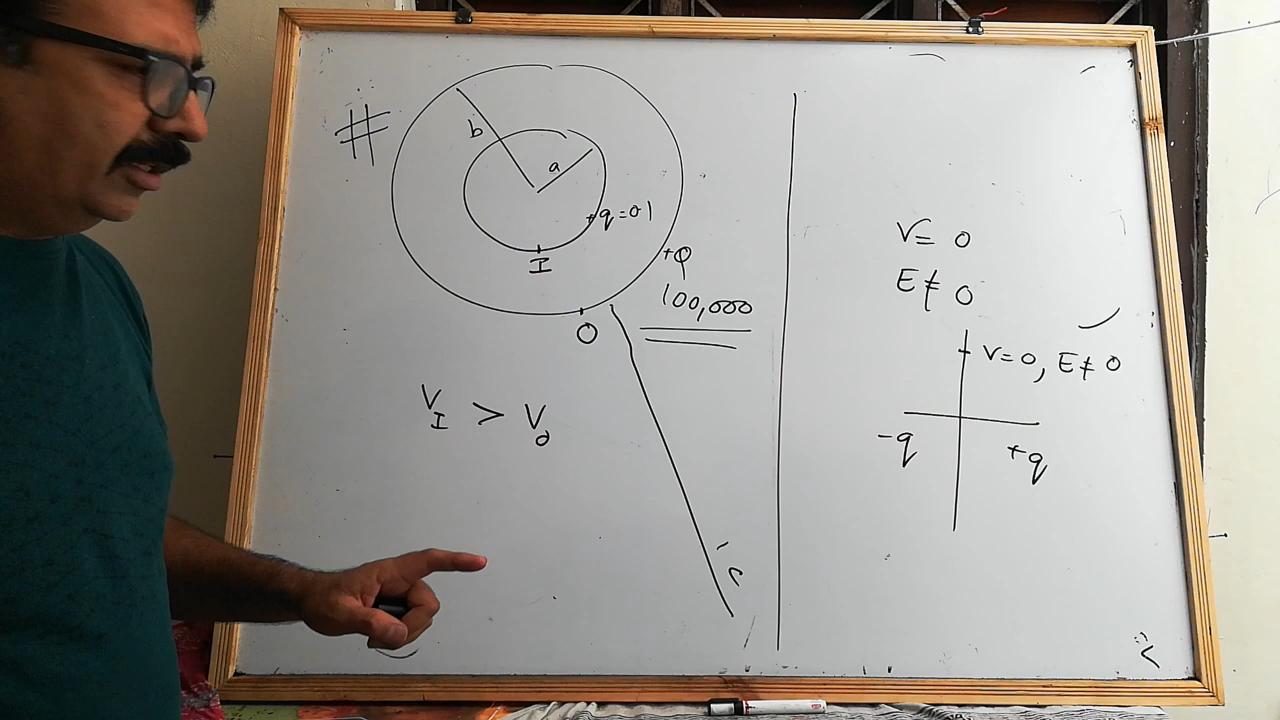 #
b
a
+q=01
I
+Q
100,000
O
V_I > V_O
V= 0
E ≠ 0
V=0, E ≠ 0
-q
+q